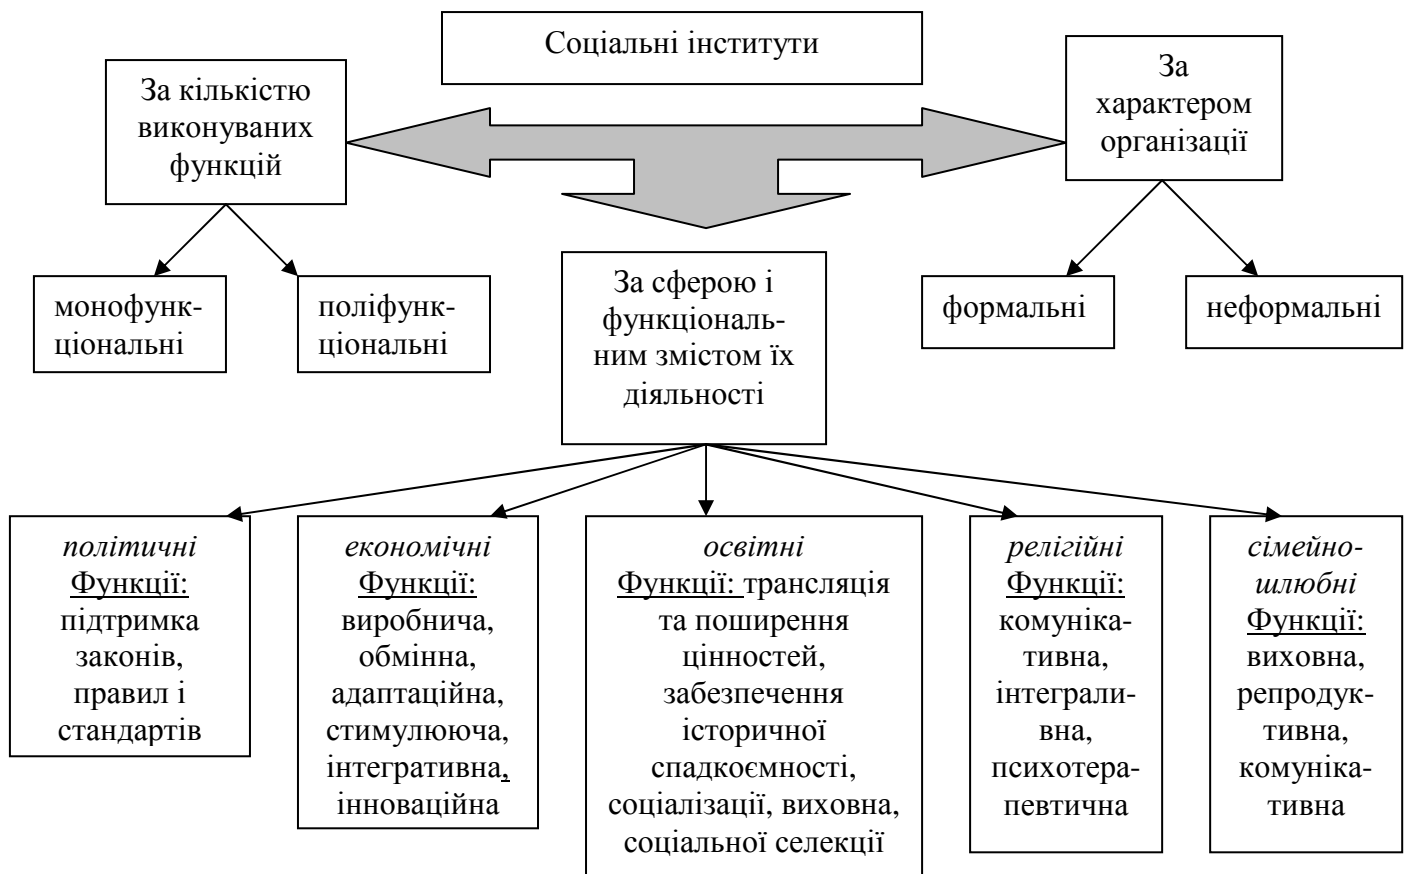 Соціальні інститути
За кількістю
виконуваних
функцій
За
характером
організації
монофунк-
ціональні
поліфунк-
ціональні
За сферою і
функціональ-
ним змістом їх
діяльності
формальні
неформальні
політичні
Функції:
підтримка
законів,
правил і
стандартів
економічні
Функції:
виробнича,
обмінна,
адаптаційна,
стимулююча,
інтегративна,
інноваційна
освітні
Функції: трансляція
та поширення
цінностей,
забезпечення
історичної
спадкоємності,
соціалізації, виховна,
соціальної селекції
релігійні
Функції:
комуніка-
тивна,
інтеграли-
вна,
психотера-
певтична
сімейно-
шлюбні
Функції:
виховна,
репродук-
тивна,
комуніка-
тивна